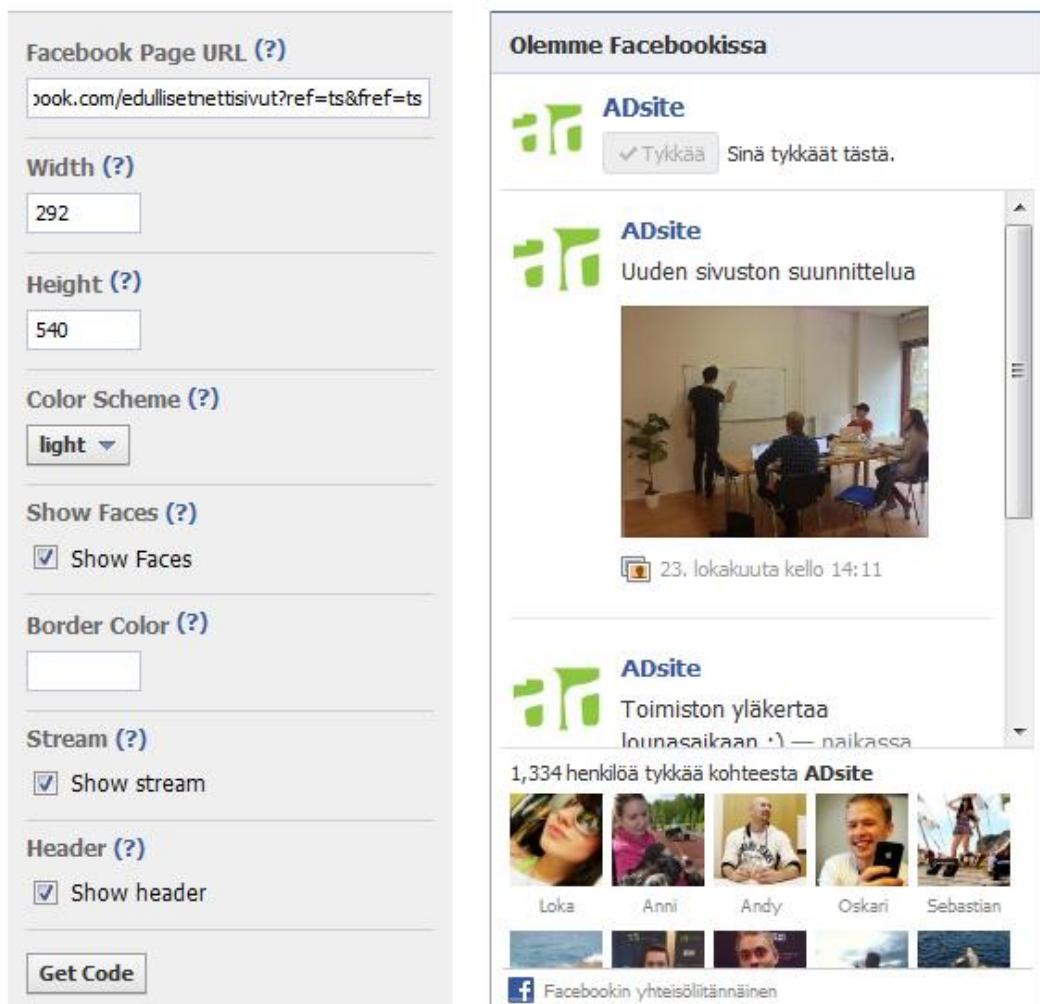 Facebook Page URL (?)
book.com/edullisetnettisivut?ref=ts&fref=ts
Width (?)
292
Height (?)
540
Color Scheme (?)
light
Show Faces (?)
Show Faces
Border Color (?)
Stream (?)
Show stream
Header (?)
Show header
Get Code
Olemme Facebookissa
ADsite
Tykkää Sinä tykkäät tästä.
ADsite
Uuden sivuston suunnittelua
23. lokakuuta kello 14:11
ADsite
Toimiston yläkertaa
lounasaikaan :) — paikassa
1,334 henkilöä tykkää kohteesta ADsite
Loka Anni Andy Oskari Sebastian
Facebookin yhteisöliitännäinen